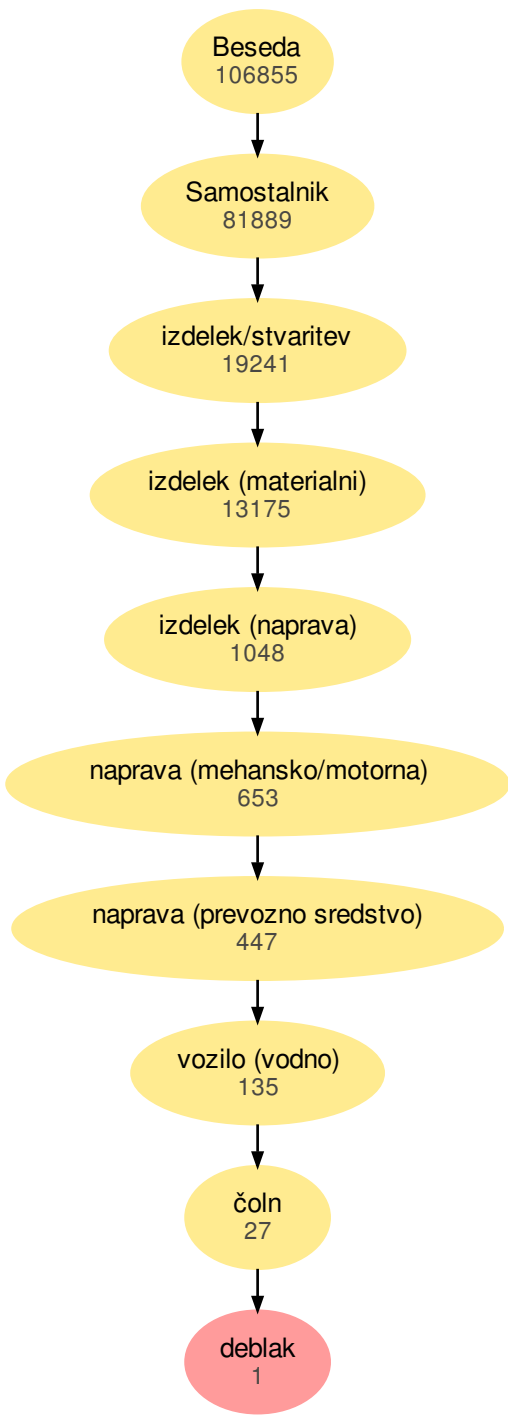 Beseda
106855
Samostalnik
81889
izdelek/stvaritev
19241
izdelek (materialni)
13175
izdelek (naprava)
1048
naprava (mehansko/motorna)
653
naprava (prevozno sredstvo)
447
vozilo (vodno)
135
čoln
27
deblak
1